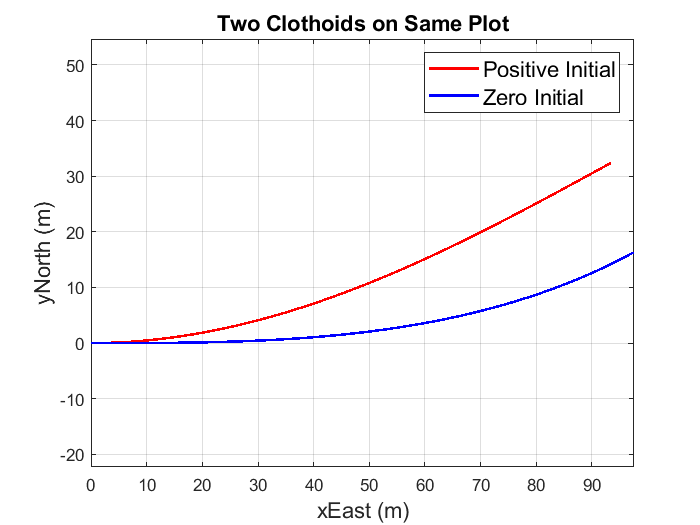 Two Clothoids on Same Plot
Positive Initial
Zero Initial
50
40
30
20
10
0
-10
-20
yNorth (m)
0 10 20 30 40 50 60 70 80 90
xEast (m)